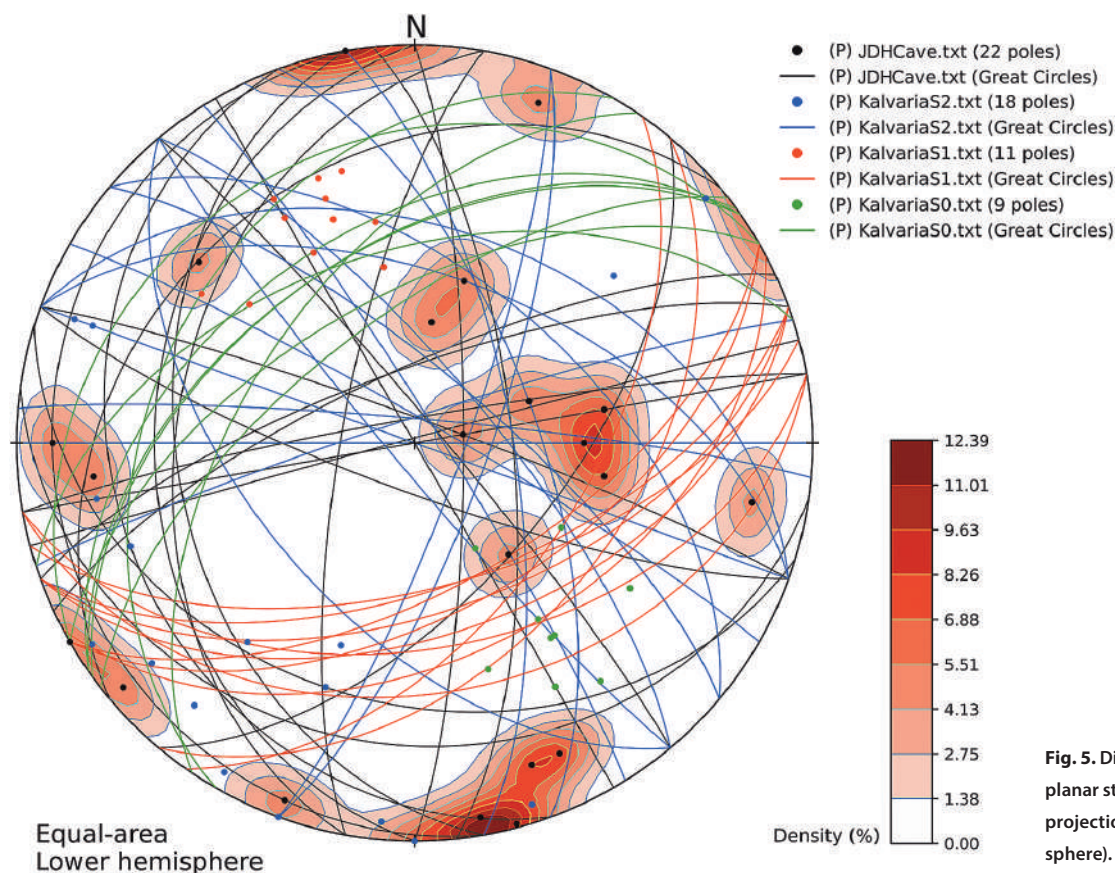 N
(P) JDHCave.txt (22 poles)
(P) JDHCave.txt (Great Circles)
(P) KalvariaS2.txt (18 poles)
(P) KalvariaS2.txt (Great Circles)
(P) KalvariaS1.txt (11 poles)
(P) KalvariaS1.txt (Great Circles)
(P) KalvariaS0.txt (9 poles)
(P) KalvariaS0.txt (Great Circles)
12.39
11.01
9.63
8.26
6.88
5.51
4.13
2.75
1.38
0.00
Density (%)
Equal-area
Lower hemisphere
Fig. 5. Di
planar st
projectio
sphere).